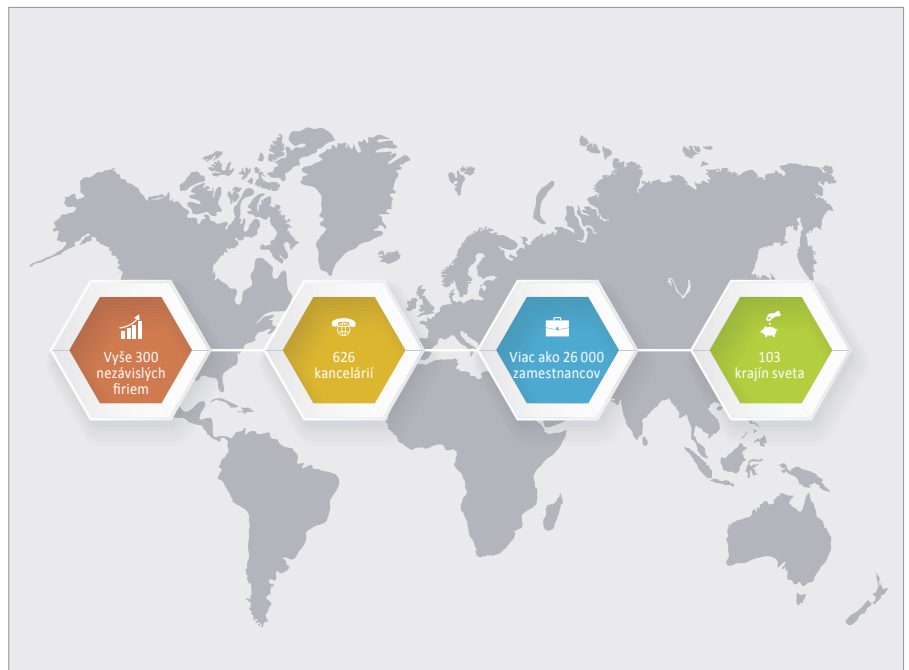 Vyše 300
nezávislých
firiem
626
kancelárií
Viac ako 26 000
zamestnancov
103
krajín sveta